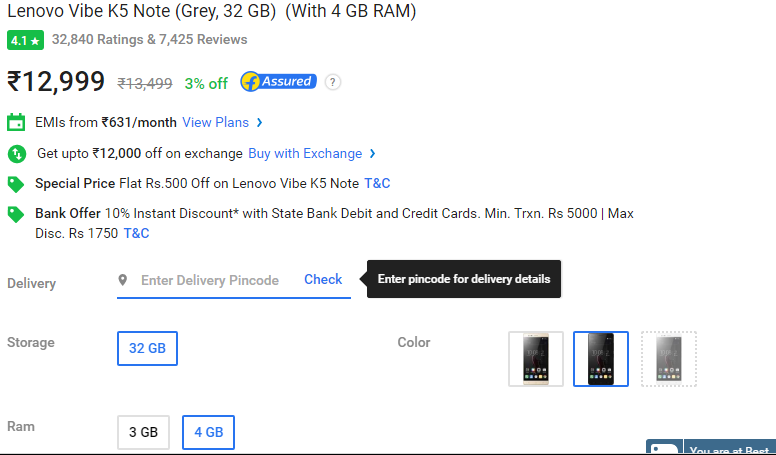 Lenovo Vibe K5 Note (Grey, 32 GB) (With 4 GB RAM)
4.1 ★ 32,840 Ratings & 7,425 Reviews
₹12,999 ₹13,499 3% off Assured ?
EMIs from ₹631/month View Plans >
Get upto ₹12,000 off on exchange Buy with Exchange >
Special Price Flat Rs.500 Off on Lenovo Vibe K5 Note T&C
Bank Offer 10% Instant Discount* with State Bank Debit and Credit Cards. Min. Trxn. Rs 5000 | Max
Disc. Rs 1750 T&C
Delivery Enter Delivery Pincode Check Enter pincode for delivery details
Storage 32 GB Color
Ram 3 GB 4 GB
You are at Best